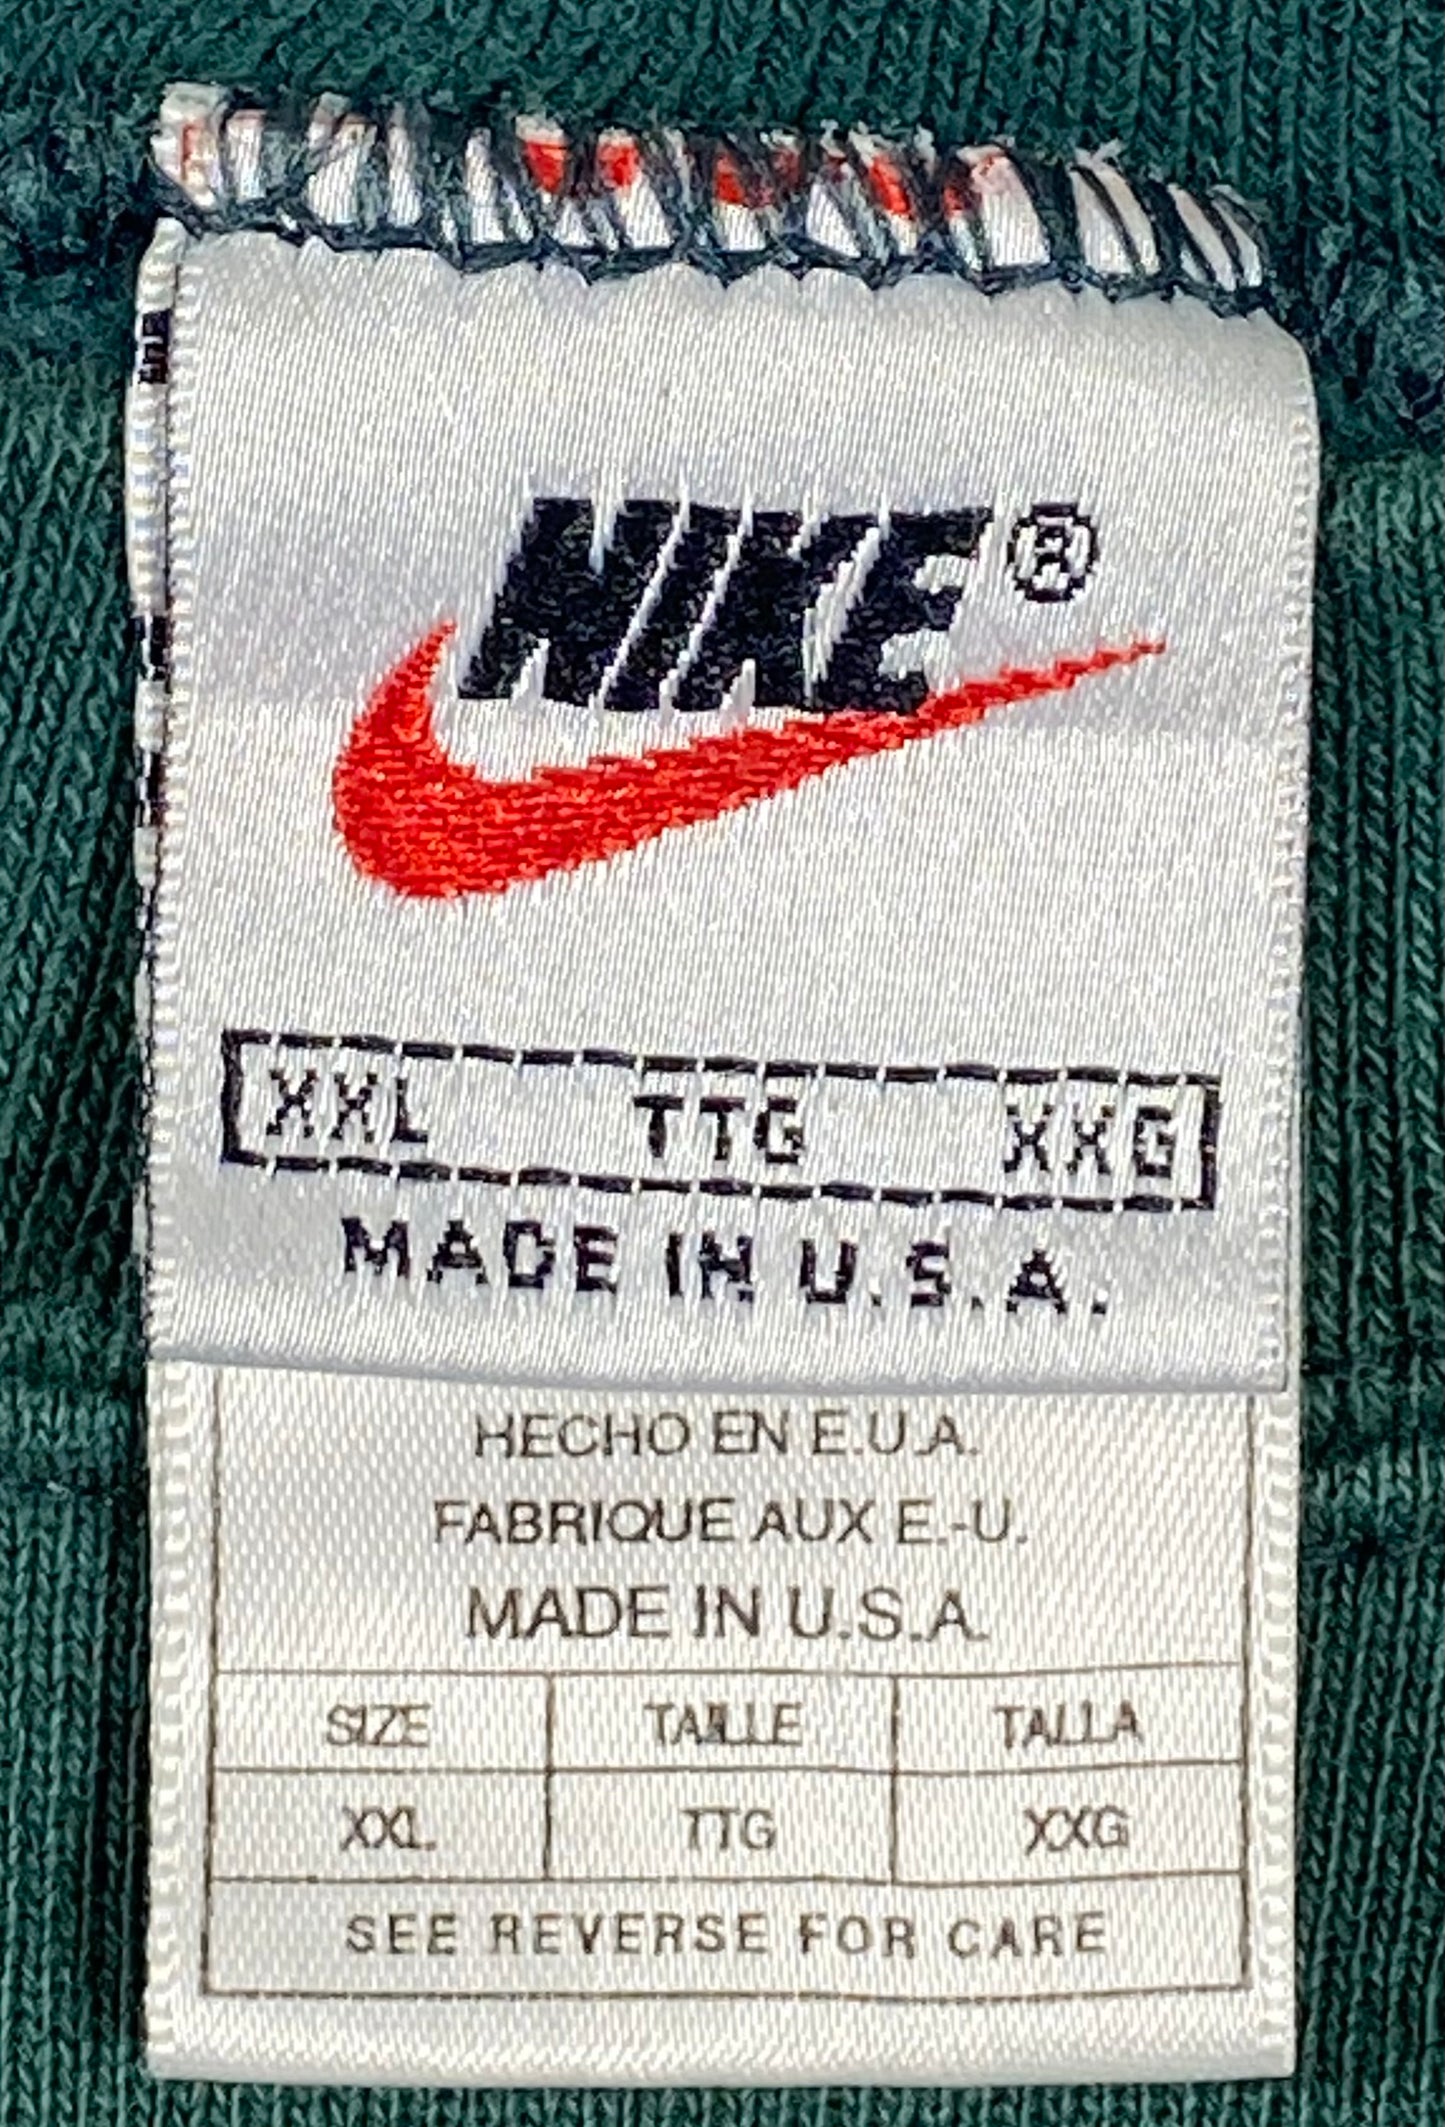 NIKE®
XXL TTG XXG
MADE IN U.S.A.
HECHO EN E.U.A.
FABRIQUE AUX E.-U.
MADE IN U.S.A.
SIZE TAILLE TALLA
XXL TTG XXG
SEE REVERSE FOR CARE